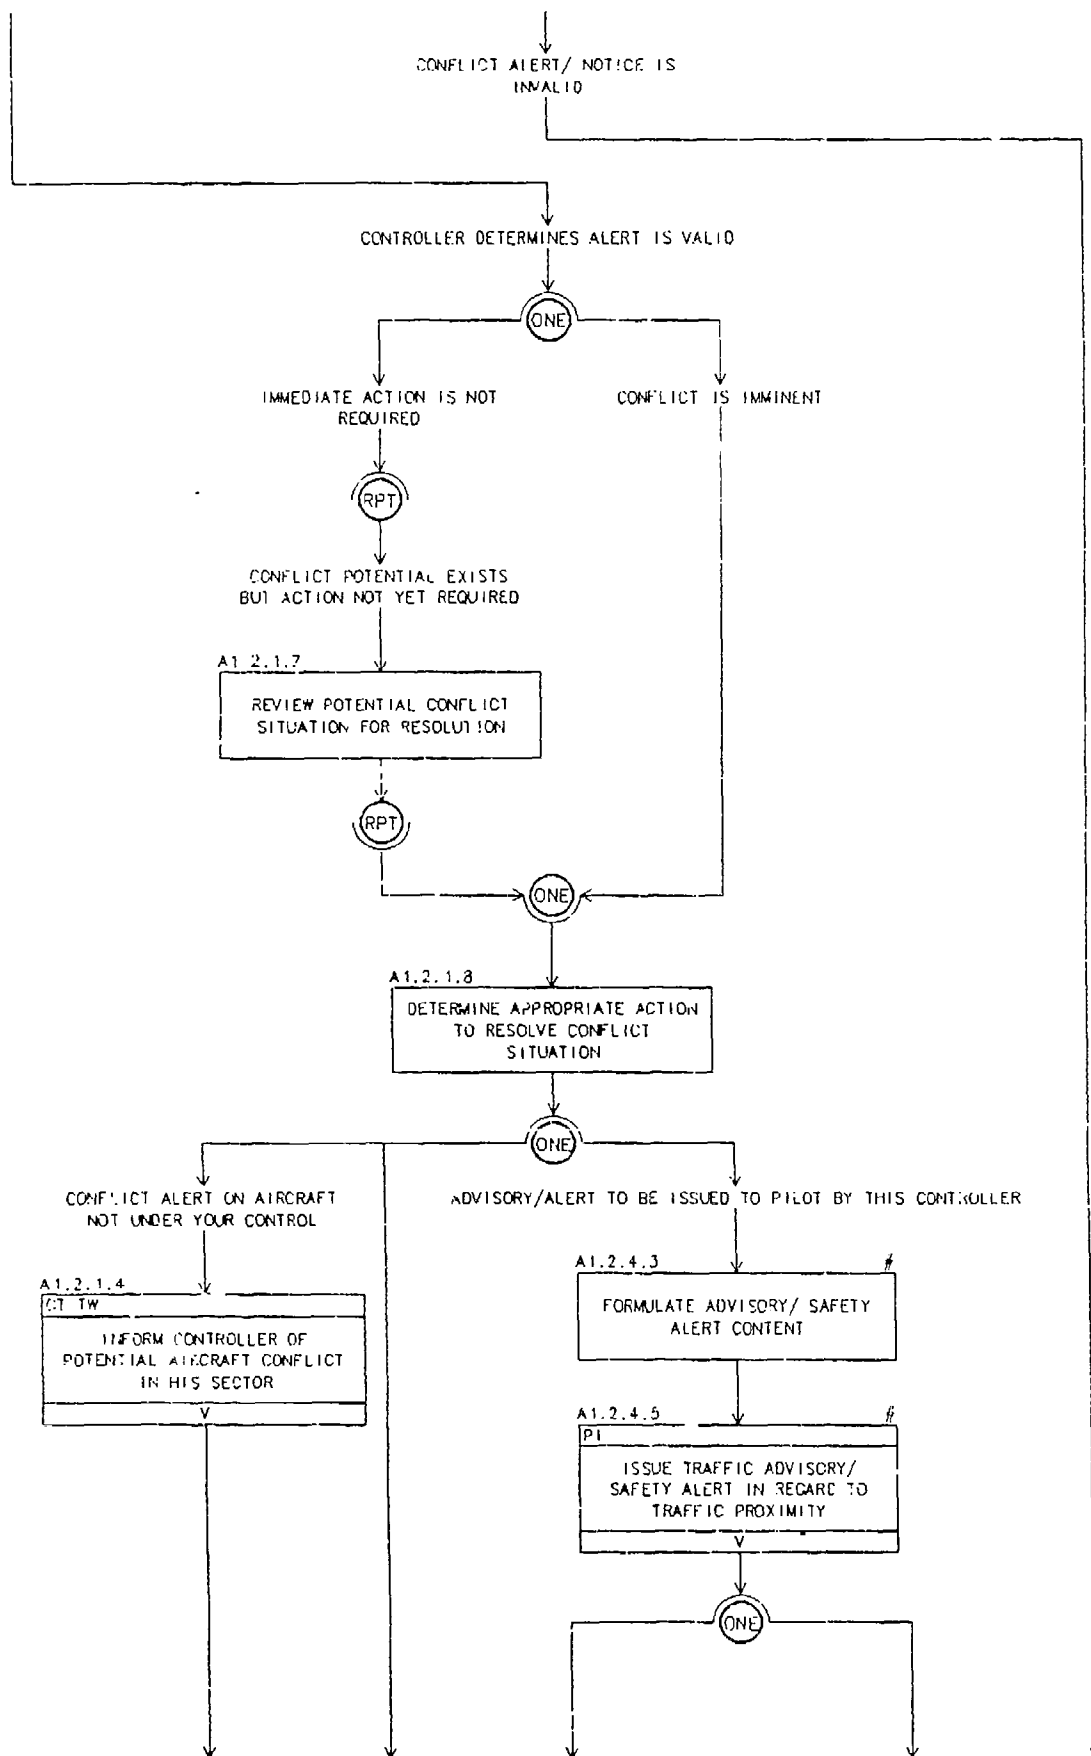 CONFLICT ALERT/ NOTICE IS
INVALID
CONTROLLER DETERMINES ALERT IS VALID
ONE
IMMEDIATE ACTION IS NOT
REQUIRED
CONFLICT IS IMMINENT
RPT
CONFLICT POTENTIAL EXISTS
BUT ACTION NOT YET REQUIRED
A1.2.1.7
REVIEW POTENTIAL CONFLICT
SITUATION FOR RESOLUTION
RPT
ONE
A1.2.1.8
DETERMINE APPROPRIATE ACTION
TO RESOLVE CONFLICT
SITUATION
ONE
CONFLICT ALERT ON AIRCRAFT
NOT UNDER YOUR CONTROL
ADVISORY/ALERT TO BE ISSUED TO PILOT BY THIS CONTROLLER
A1.2.1.4
CT TW
INFORM CONTROLLER OF
POTENTIAL AIRCRAFT CONFLICT
IN HIS SECTOR
V
A1.2.4.3 #
FORMULATE ADVISORY/ SAFETY
ALERT CONTENT
A1.2.4.5 #
PI
ISSUE TRAFFIC ADVISORY/
SAFETY ALERT IN REGARD TO
TRAFFIC PROXIMITY
V
ONE